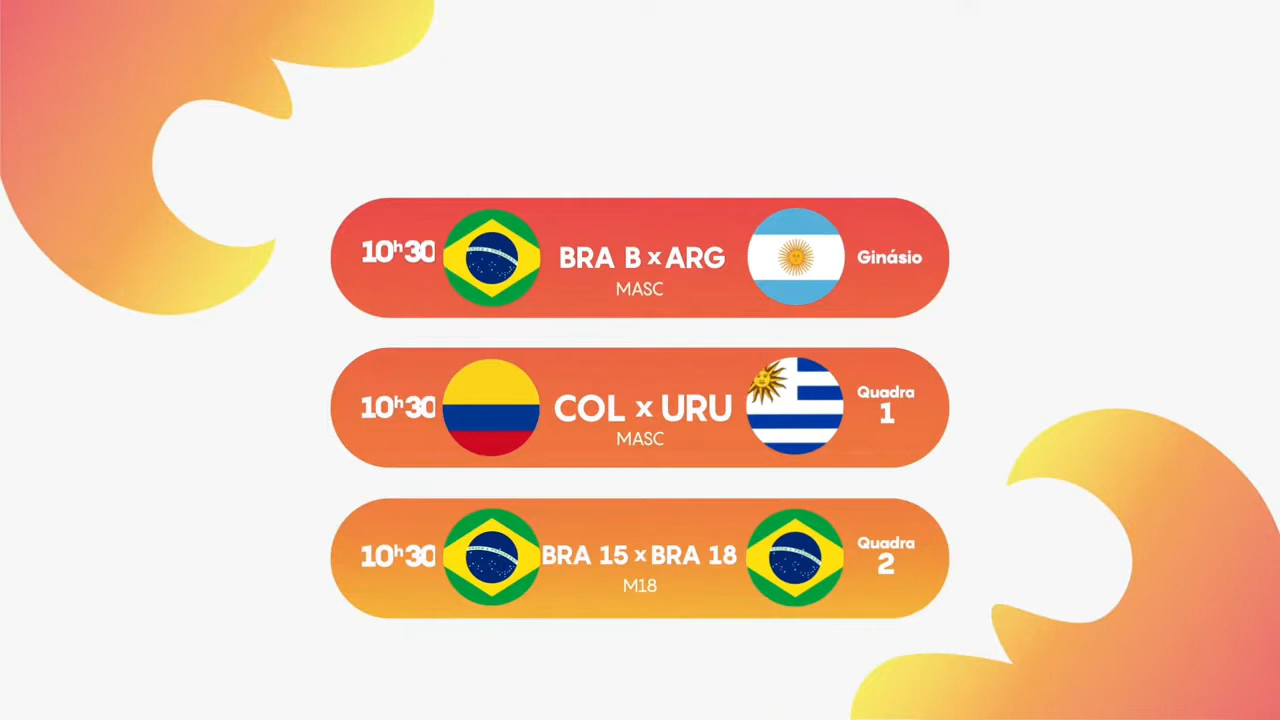 10h30 BRA B x ARG Ginásio
MASC
10h30 COL x URU Quadra 1
MASC
10h30 BRA 15 x BRA 18 Quadra 2
M18